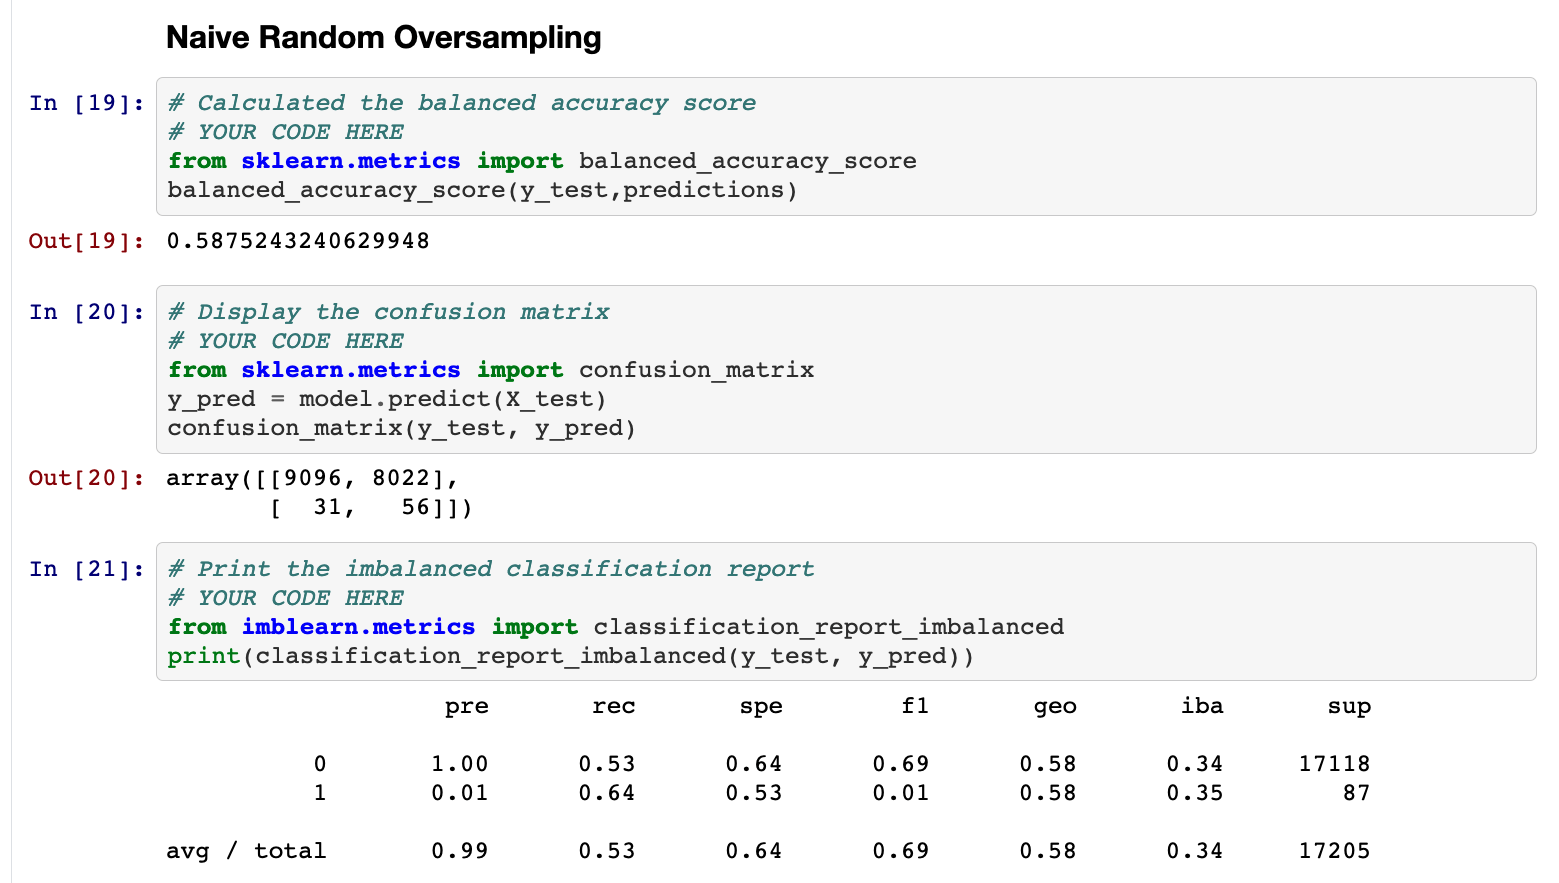 Naive Random Oversampling
In [19]: # Calculated the balanced accuracy score
# YOUR CODE HERE
from sklearn.metrics import balanced_accuracy_score
balanced_accuracy_score(y_test,predictions)
Out[19]: 0.5875243240629948
In [20]: # Display the confusion matrix
# YOUR CODE HERE
from sklearn.metrics import confusion_matrix
y_pred = model.predict(X_test)
confusion_matrix(y_test, y_pred)
Out[20]: array([[9096, 8022],
       [  31,   56]])
In [21]: # Print the imbalanced classification report
# YOUR CODE HERE
from imblearn.metrics import classification_report_imbalanced
print(classification_report_imbalanced(y_test, y_pred))
pre rec spe f1 geo iba sup
0 1.00 0.53 0.64 0.69 0.58 0.34 17118
1 0.01 0.64 0.53 0.01 0.58 0.35 87
avg / total 0.99 0.53 0.64 0.69 0.58 0.34 17205